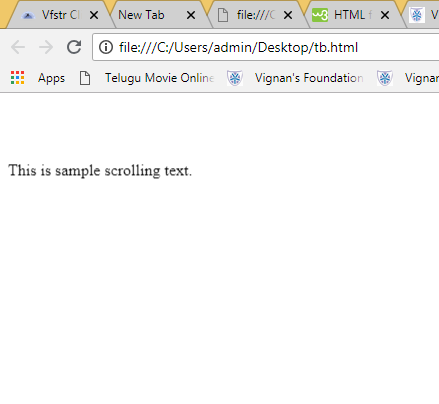 Vfstr Cl
New Tab
file:///C
HTML f
V
file:///C:/Users/admin/Desktop/tb.html
Apps Telugu Movie Online Vignan's Foundation Vignan
This is sample scrolling text.